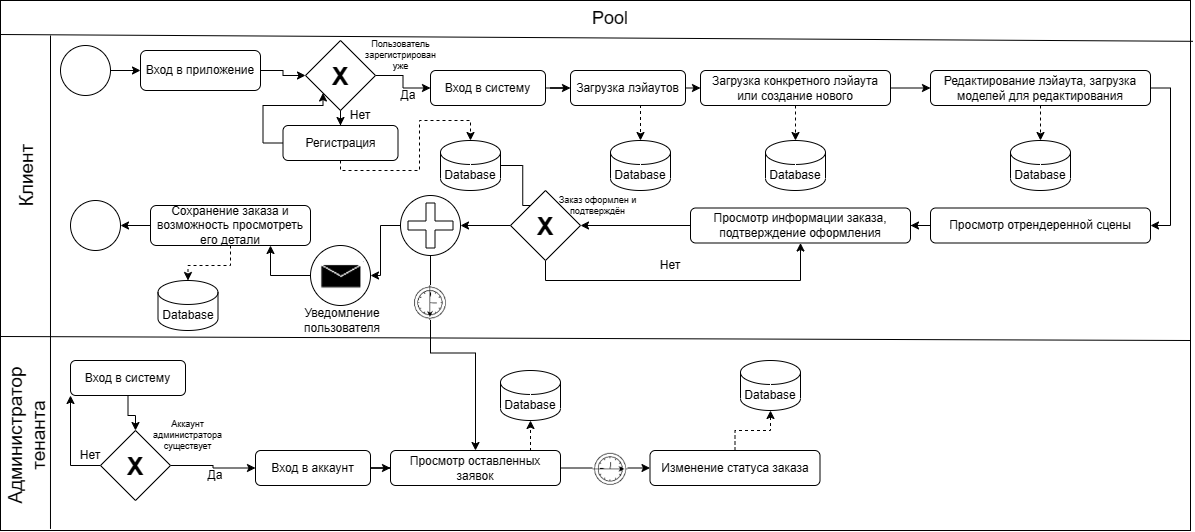 Pool
Клиент
Вход в приложение
X
Пользователь
зарегистрирован
уже
Да
Нет
Регистрация
Вход в систему
Загрузка лэйаутов
Загрузка конкретного лэйаута
или создание нового
Редактирование лэйаута, загрузка
моделей для редактирования
Database
Database
Database
Database
Сохранение заказа и
возможность просмотреть
его детали
Заказ оформлен и
подтверждён
X
Просмотр информации заказа,
подтверждение оформления
Просмотр отрендеренной сцены
Нет
Database
Уведомление
пользователя
Администратор
тенанта
Вход в систему
Аккаунт
администратора
существует
X
Нет
Да
Вход в аккаунт
Просмотр оставленных
заявок
Database
Изменение статуса заказа
Database